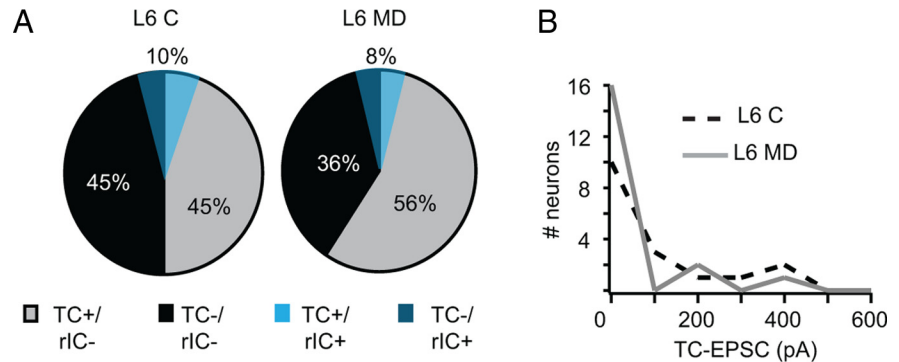 A
L6 C
L6 MD
10%
8%
45%
45%
36%
56%
TC+/ rIC-
TC-/ rIC-
TC+/ rIC+
TC-/ rIC+
B
16
12
8
4
# neurons
L6 C
L6 MD
0
200
400
600
TC-EPSC (pA)